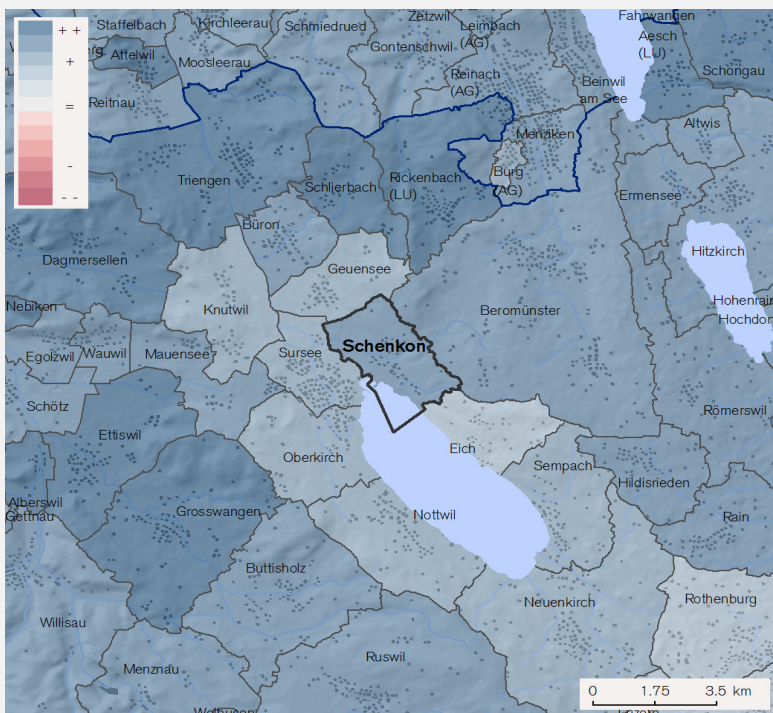 Staffelbach
Kirchleerau
Schmiedrued
Zetzwil
Leimbach
(AG)
Fahrwangen
Aesch
(LU)
+ +
Attelwil
Gontenschwil
Moosleerau
+
Reinach
(AG)
Schongau
Beinwil
am See
Reitnau
=
Menziken
Altwis
-
Triengen
Schlierbach
Rickenbach
(LU)
Burg
(AG)
Ermensee
- -
Büron
Hitzkirch
Dagmersellen
Geuensee
Nebikon
Knutwil
Beromünster
Hohenrain
Hochdorf
Egolzwil
Wauwil
Mauensee
Sursee
Schenkon
Schötz
Römerswil
Ettiswil
Oberkirch
Eich
Sempach
Hildisrieden
Alberswil
Gettnau
Grosswangen
Nottwil
Rain
Buttisholz
Neuenkirch
Rothenburg
Willisau
Ruswil
Menznau
0 1.75 3.5 km